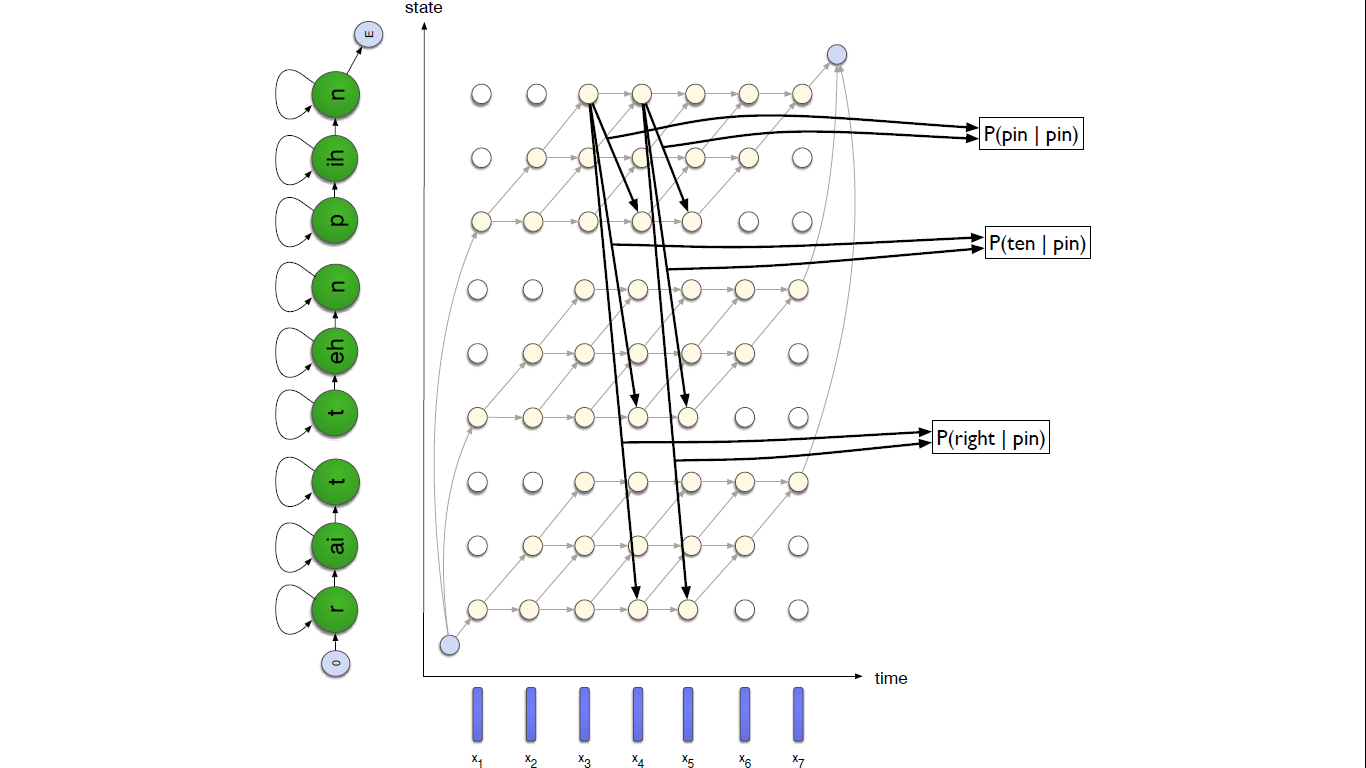 state
E
n
ih
p
n
eh
t
t
ai
r
0
P(pin | pin)
P(ten | pin)
P(right | pin)
time
x1 x2 x3 x4 x5 x6 x7